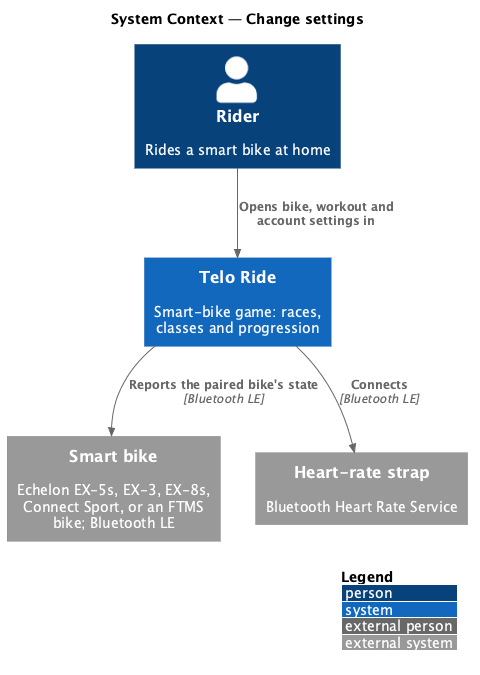 System Context — Change settings
Rider
Rides a smart bike at home
Opens bike, workout and
account settings in
Telo Ride
Smart-bike game: races,
classes and progression
Reports the paired bike's state
[Bluetooth LE]
Connects
[Bluetooth LE]
Smart bike
Echelon EX-5s, EX-3, EX-8s,
Connect Sport, or an FTMS
bike; Bluetooth LE
Heart-rate strap
Bluetooth Heart Rate Service
Legend
person
system
external person
external system